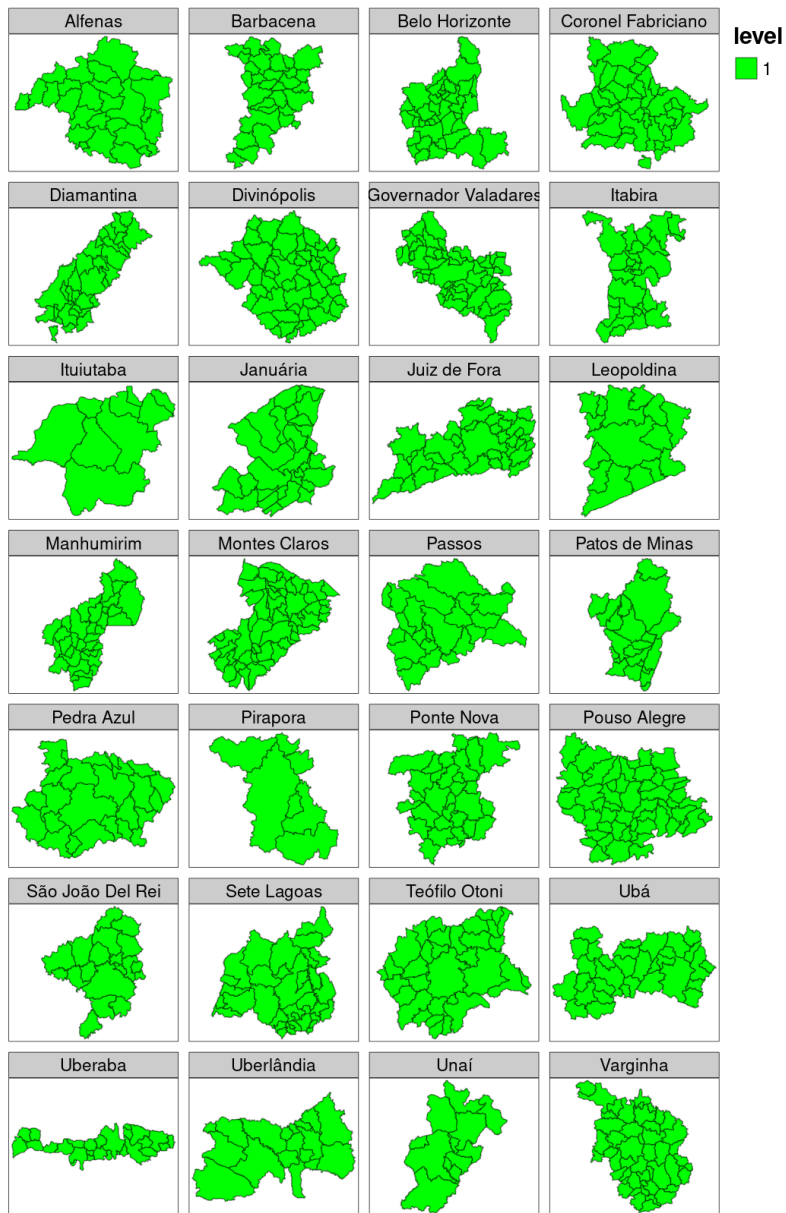 Alfenas
Barbacena
Belo Horizonte
Coronel Fabriciano
level
1
Diamantina
Divinópolis
Governador Valadares
Itabira
Ituiutaba
Januária
Juiz de Fora
Leopoldina
Manhumirim
Montes Claros
Passos
Patos de Minas
Pedra Azul
Pirapora
Ponte Nova
Pouso Alegre
São João Del Rei
Sete Lagoas
Teófilo Otoni
Ubá
Uberaba
Uberlândia
Unaí
Varginha